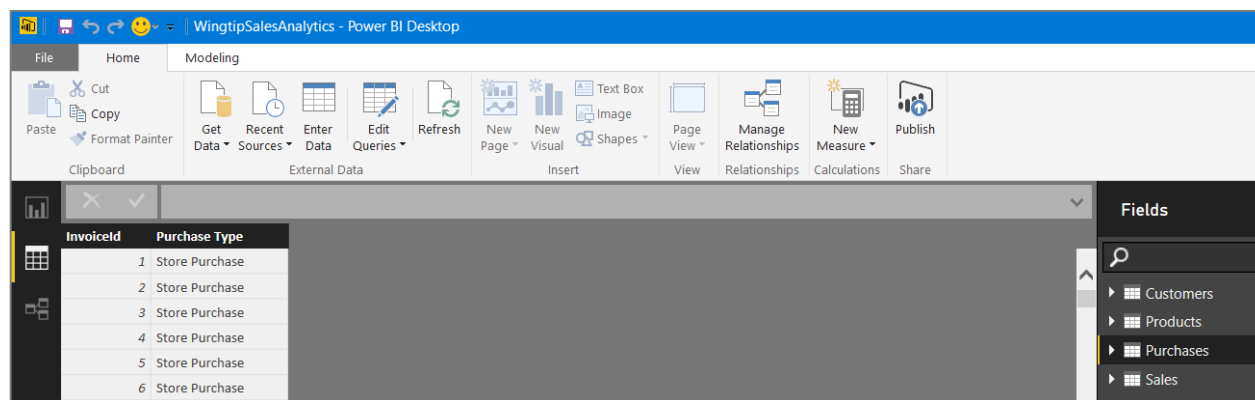 WingtipSalesAnalytics - Power BI Desktop
File Home Modeling
Paste
Cut
Copy
Format Painter
Clipboard
Get Data
Recent Sources
Enter Data
Edit Queries
Refresh
External Data
New Page
New Visual
Text Box
Image
Shapes
Insert
Page View
View
Manage Relationships
Relationships
New Measure
Calculations
Publish
Share
InvoiceId Purchase Type
1 Store Purchase
2 Store Purchase
3 Store Purchase
4 Store Purchase
5 Store Purchase
6 Store Purchase
Fields
Customers
Products
Purchases
Sales